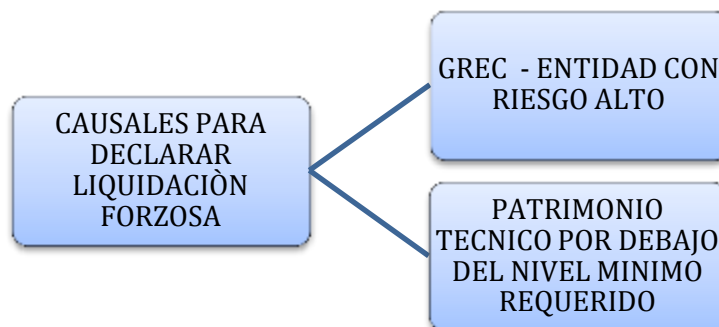 CAUSALES PARA
DECLARAR
LIQUIDACIÒN
FORZOSA
GREC - ENTIDAD CON
RIESGO ALTO
PATRIMONIO
TECNICO POR DEBAJO
DEL NIVEL MINIMO
REQUERIDO